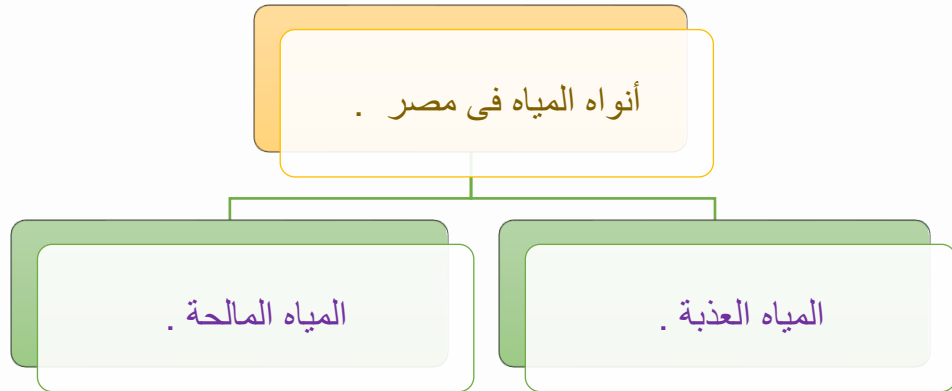 أنواه المياه فى مصر .
المياه العذبة .
المياه المالحة .